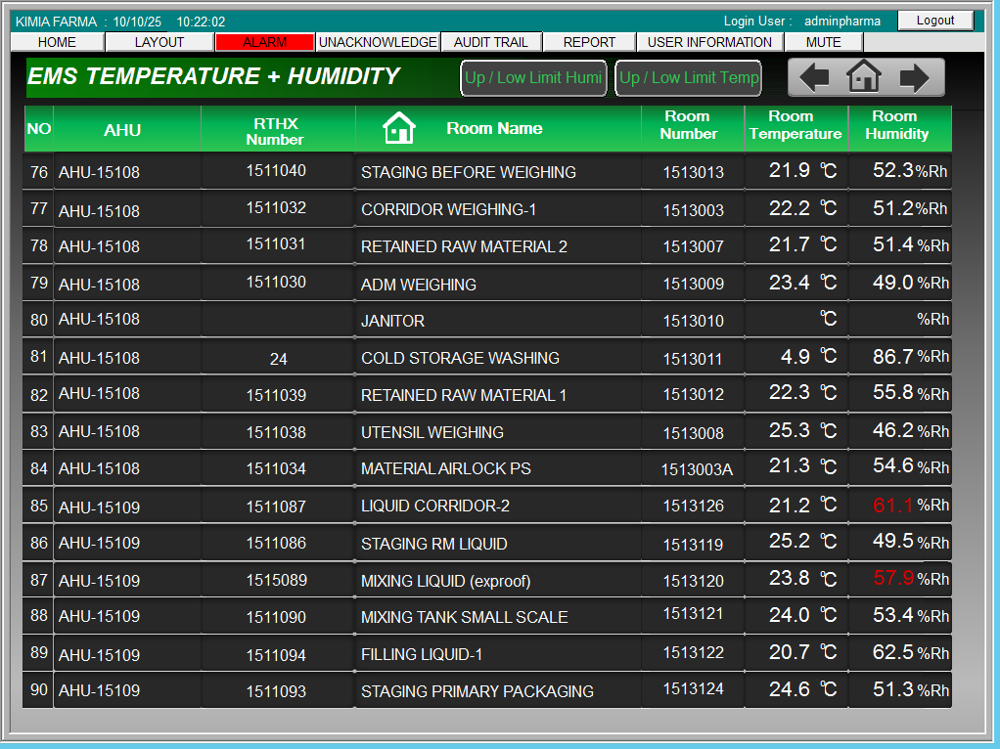 KIMIA FARMA : 10/10/25 10:22:02 Login User : adminpharma Logout
HOME LAYOUT ALARM UNACKNOWLEDGE AUDIT TRAIL REPORT USER INFORMATION MUTE
EMS TEMPERATURE + HUMIDITY Up / Low Limit Humi Up / Low Limit Temp
NO AHU RTHX Number Room Name Room Number Room Temperature Room Humidity
76 AHU-15108 1511040 STAGING BEFORE WEIGHING 1513013 21.9 °C 52.3 %Rh
77 AHU-15108 1511032 CORRIDOR WEIGHING-1 1513003 22.2 °C 51.2 %Rh
78 AHU-15108 1511031 RETAINED RAW MATERIAL 2 1513007 21.7 °C 51.4 %Rh
79 AHU-15108 1511030 ADM WEIGHING 1513009 23.4 °C 49.0 %Rh
80 AHU-15108 JANITOR 1513010 °C %Rh
81 AHU-15108 24 COLD STORAGE WASHING 1513011 4.9 °C 86.7 %Rh
82 AHU-15108 1511039 RETAINED RAW MATERIAL 1 1513012 22.3 °C 55.8 %Rh
83 AHU-15108 1511038 UTENSIL WEIGHING 1513008 25.3 °C 46.2 %Rh
84 AHU-15108 1511034 MATERIAL AIRLOCK PS 1513003A 21.3 °C 54.6 %Rh
85 AHU-15109 1511087 LIQUID CORRIDOR-2 1513126 21.2 °C 61.1 %Rh
86 AHU-15109 1511086 STAGING RM LIQUID 1513119 25.2 °C 49.5 %Rh
87 AHU-15109 1515089 MIXING LIQUID (exproof) 1513120 23.8 °C 57.9 %Rh
88 AHU-15109 1511090 MIXING TANK SMALL SCALE 1513121 24.0 °C 53.4 %Rh
89 AHU-15109 1511094 FILLING LIQUID-1 1513122 20.7 °C 62.5 %Rh
90 AHU-15109 1511093 STAGING PRIMARY PACKAGING 1513124 24.6 °C 51.3 %Rh